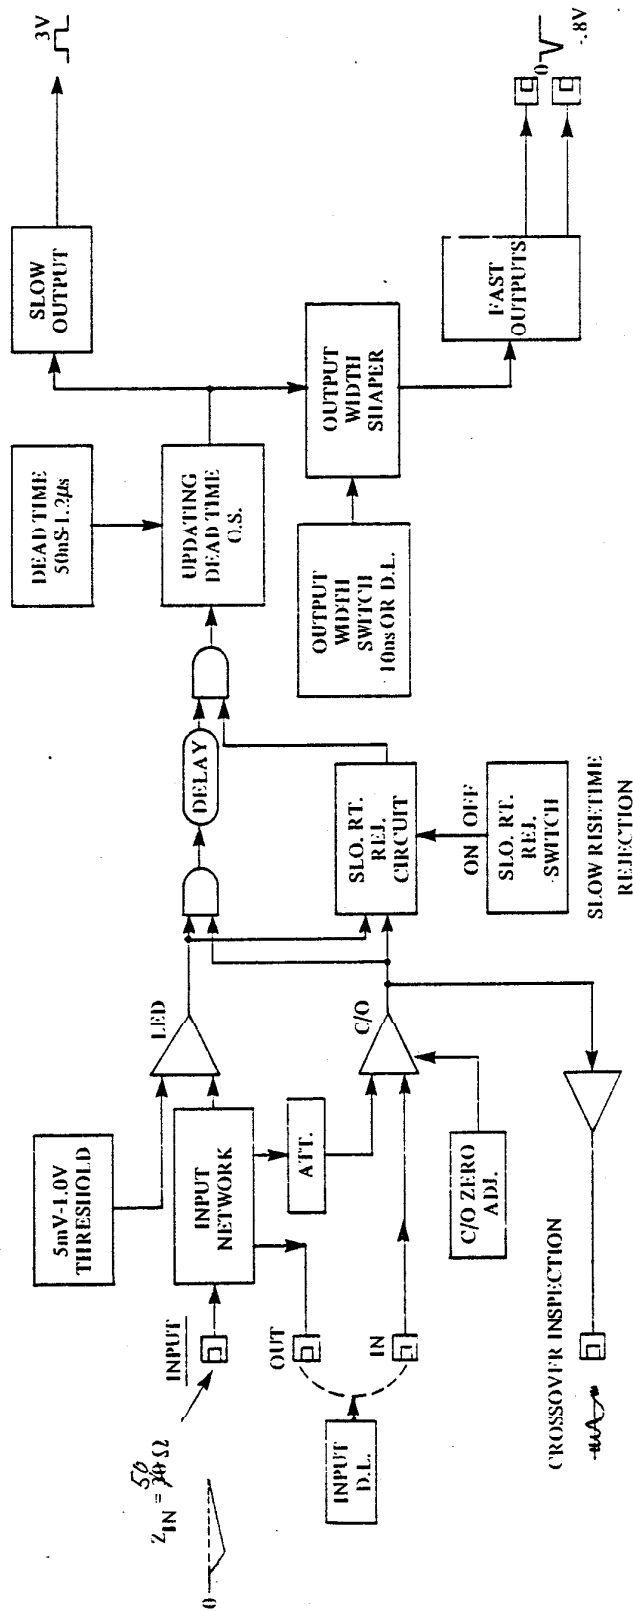 0
Z IN = 30 50 Ω
INPUT
5mV-1.0V
THRESHOLD
LED
INPUT
NETWORK
ATT.
OUT
IN
INPUT
D.L.
C/O
C/O ZERO
ADJ.
CROSSOVER INSPECTION
DELAY
SLO. RT.
REJ.
CIRCUIT
ON OFF
SLO. RT.
REJ.
SWITCH
SLOW RISETIME
REJECTION
DEAD TIME
50nS-1.2µs
UPDATING
DEAD TIME
O.S.
OUTPUT
WIDTH
SWITCH
10ns OR D.L.
OUTPUT
WIDTH
SHAPER
SLOW
OUTPUT
3V
FAST
OUTPUTS
0
-.8V